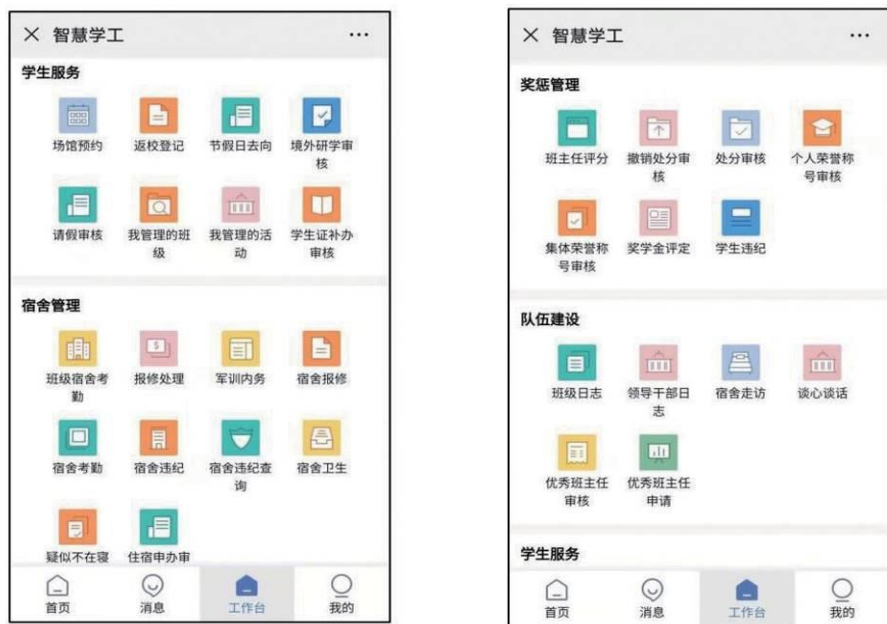 智慧学工
学生服务
场馆预约 返校登记 节假日去向 境外研学审
核
请假审核 我管理的班 我管理的活 学生证补办
级 动 审核
宿舍管理
班级宿舍考 报修处理 军训内务 宿舍报修
勤
宿舍考勤 宿舍违纪 宿舍违纪查 宿舍卫生
询
疑似不在寝 住宿申办审
首页 消息 工作台 我的
智慧学工
奖惩管理
班主任评分 撤销处分审 处分审核 个人荣誉称
核 号审核
集体荣誉称 奖学金评定 学生违纪
号审核
队伍建设
班级日志 领导干部日 宿舍走访 谈心谈话
志
优秀班主任 优秀班主任
审核 申请
学生服务
首页 消息 工作台 我的